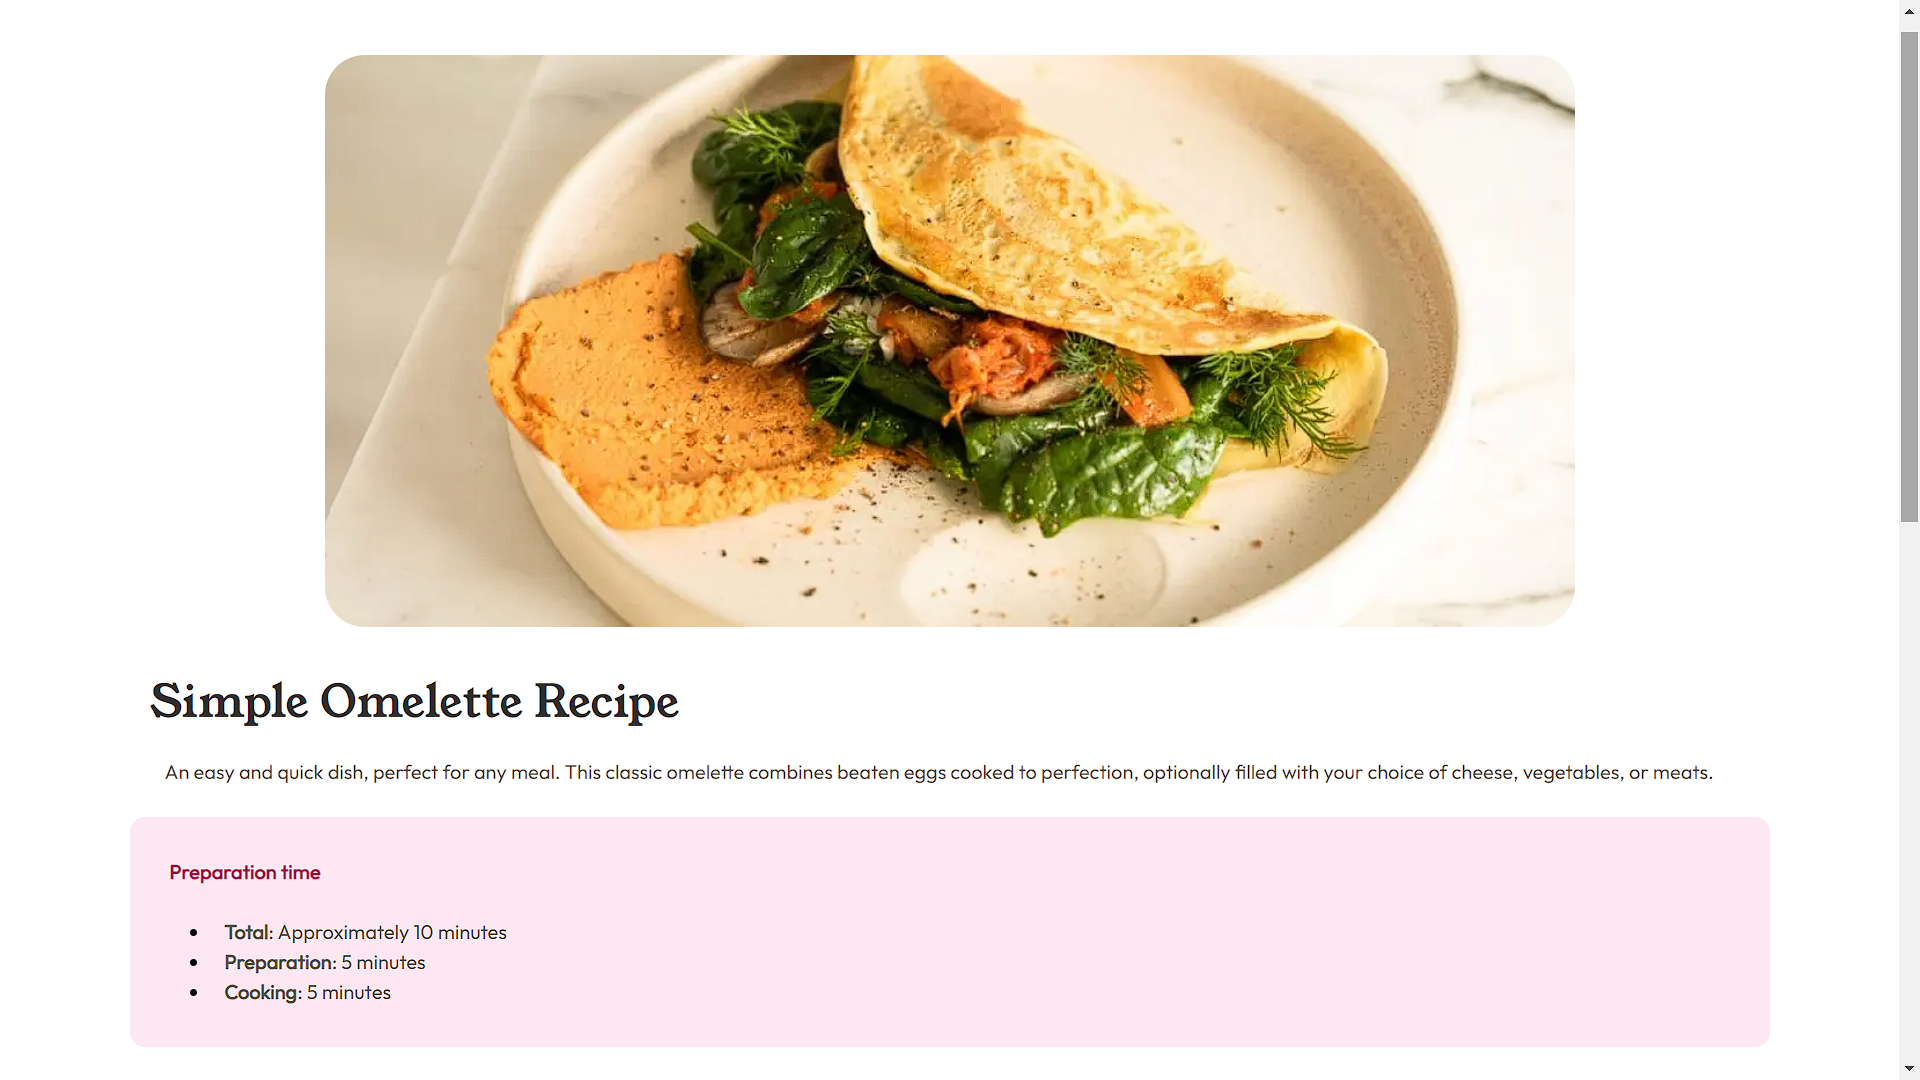 Simple Omelette Recipe
An easy and quick dish, perfect for any meal. This classic omelette combines beaten eggs cooked to perfection, optionally filled with your choice of cheese, vegetables, or meats.
Preparation time
Total: Approximately 10 minutes
Preparation: 5 minutes
Cooking: 5 minutes